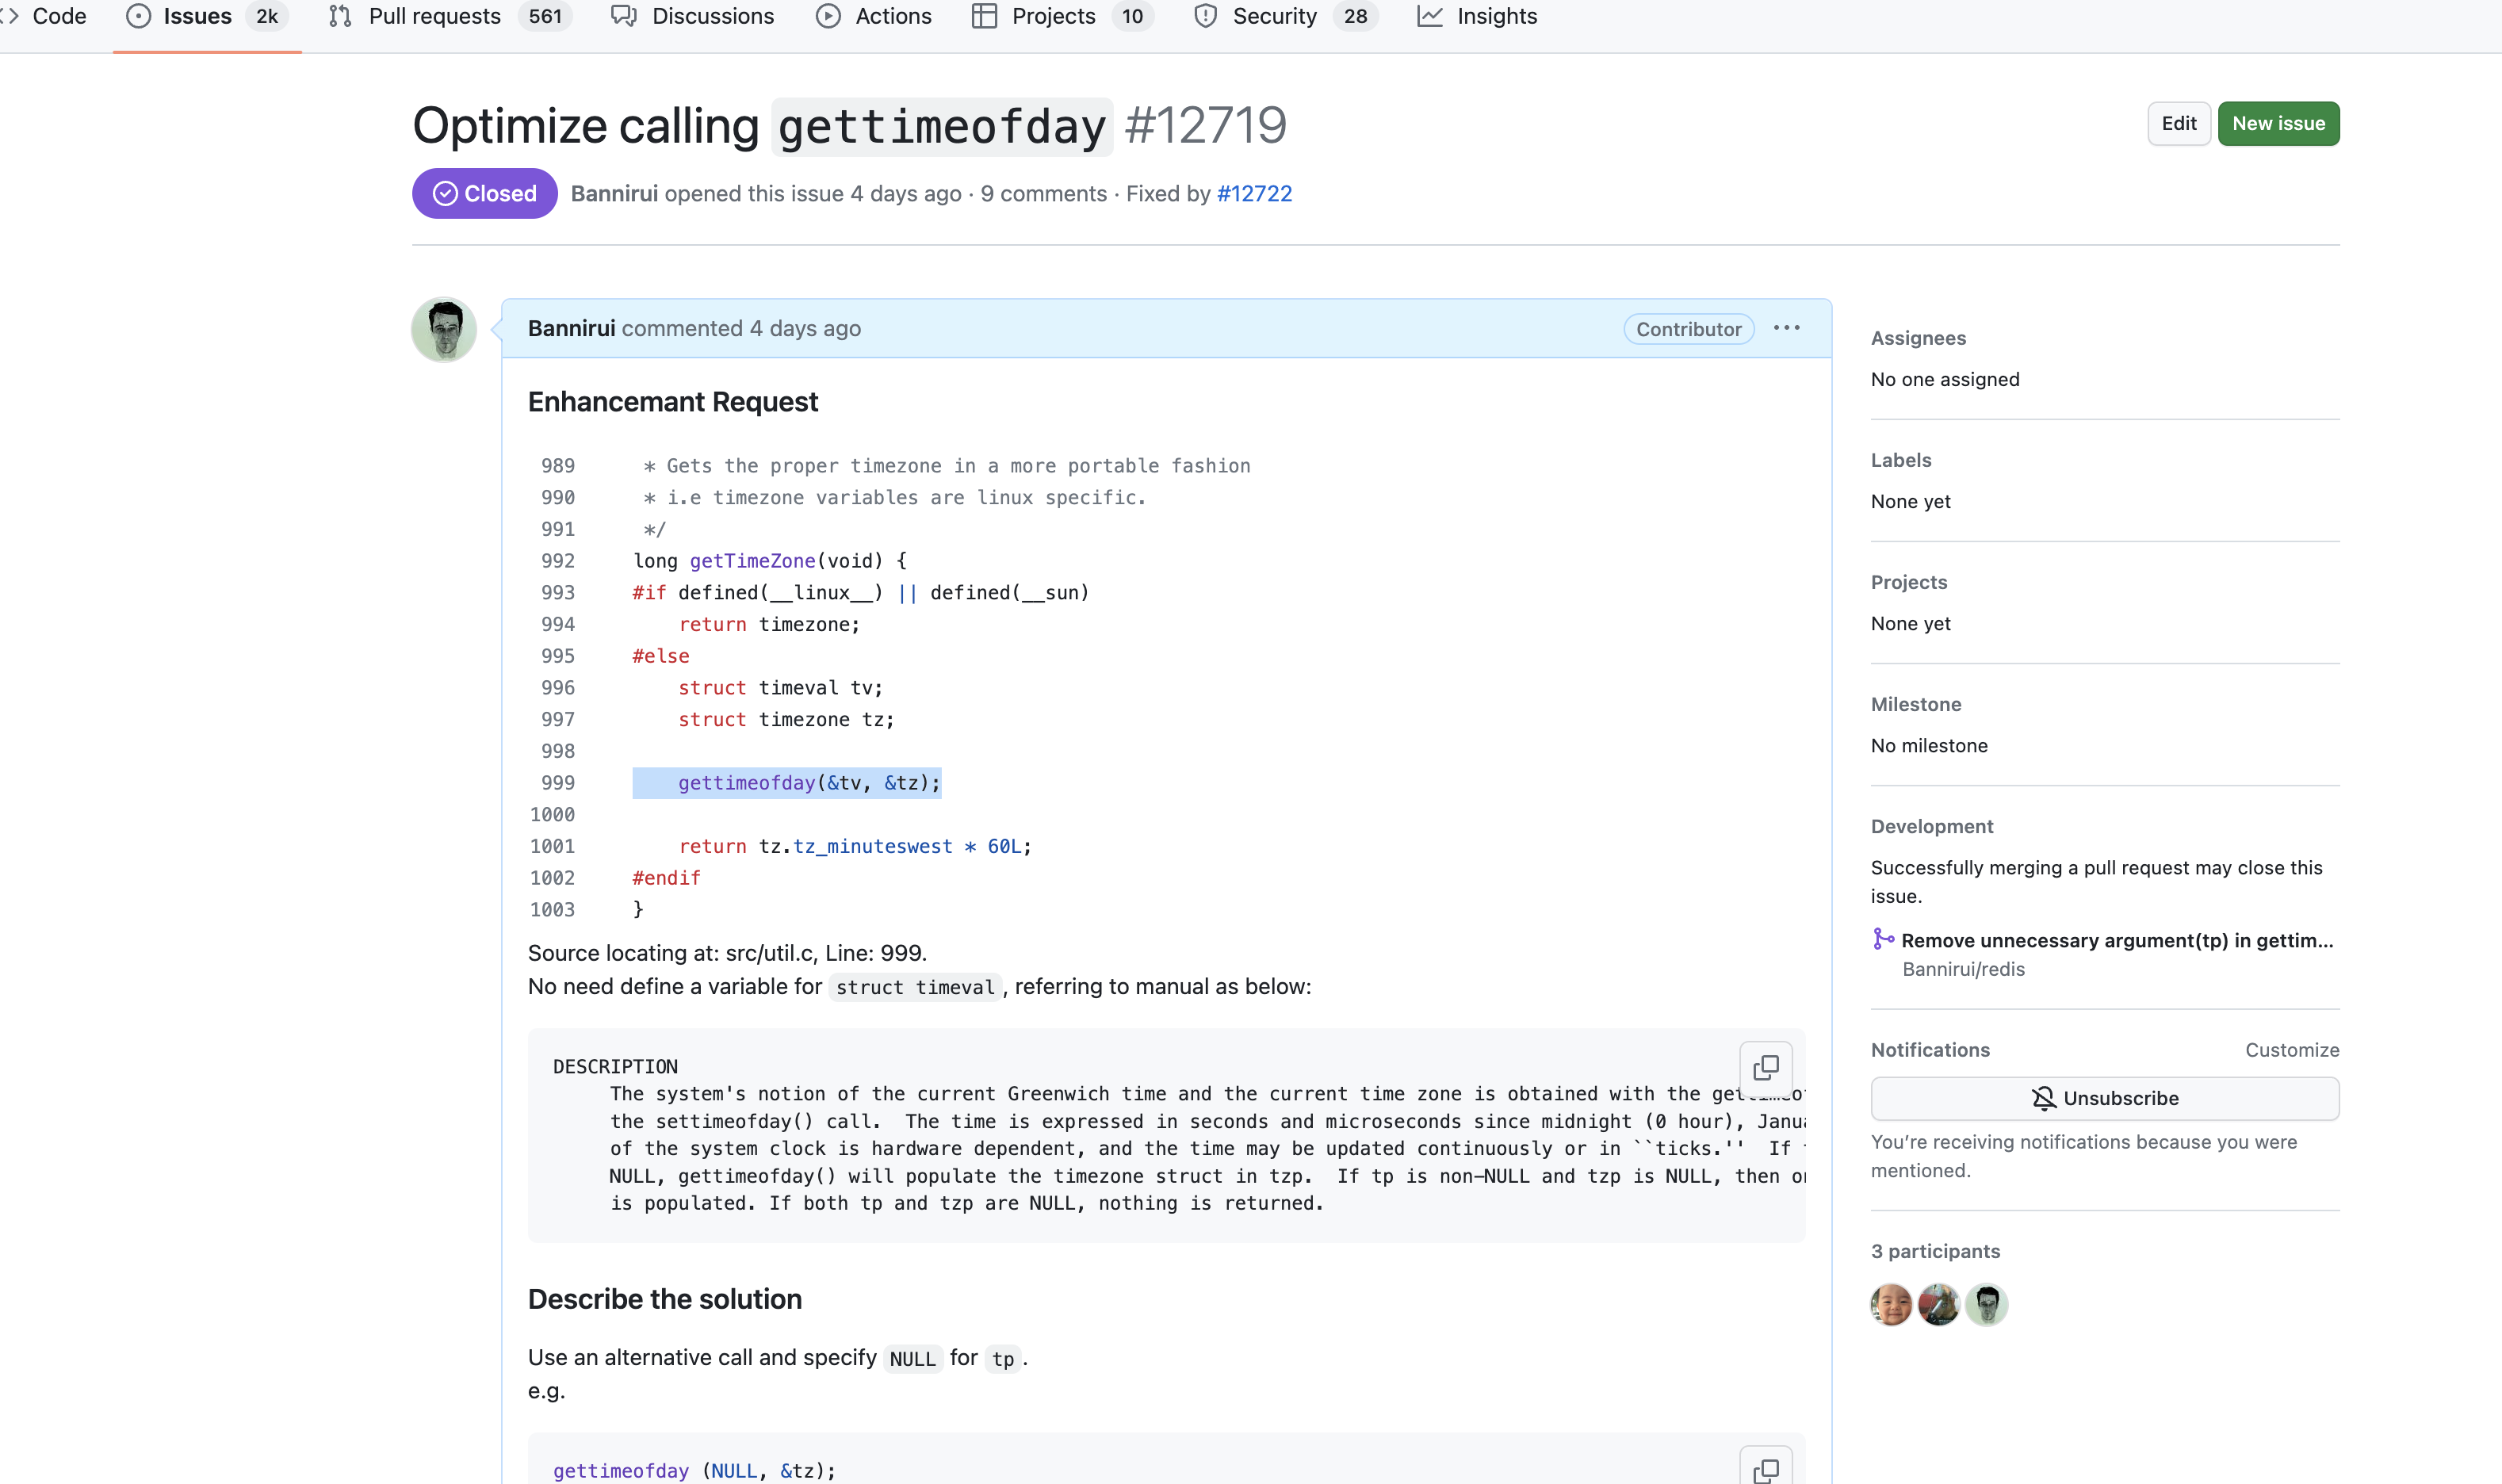 Code Issues 2k Pull requests 561 Discussions Actions Projects 10 Security 28 Insights
Optimize calling gettimeofday #12719
Edit New issue
Closed Bannirui opened this issue 4 days ago · 9 comments · Fixed by #12722
Bannirui commented 4 days ago Contributor
Enhancemant Request
989 * Gets the proper timezone in a more portable fashion
990 * i.e timezone variables are linux specific.
991 */
992 long getTimeZone(void) {
993 #if defined(__linux__) || defined(__sun)
994 return timezone;
995 #else
996 struct timeval tv;
997 struct timezone tz;
998
999 gettimeofday(&tv, &tz);
1000
1001 return tz.tz_minuteswest * 60L;
1002 #endif
1003 }
Source locating at: src/util.c, Line: 999.
No need define a variable for struct timeval, referring to manual as below:
DESCRIPTION
The system's notion of the current Greenwich time and the current time zone is obtained with the
the settimeofday() call.  The time is expressed in seconds and microseconds since midnight (0 hour),
of the system clock is hardware dependent, and the time may be updated continuously or in ``ticks.''  If
NULL, gettimeofday() will populate the timezone struct in tzp.  If tp is non-NULL and tzp is NULL, then
is populated. If both tp and tzp are NULL, nothing is returned.
Describe the solution
Use an alternative call and specify NULL for tp.
e.g.
gettimeofday (NULL, &tz);
Assignees
No one assigned
Labels
None yet
Projects
None yet
Milestone
No milestone
Development
Successfully merging a pull request may close this
issue.
Remove unnecessary argument(tp) in gettim...
Bannirui/redis
Notifications Customize
Unsubscribe
You're receiving notifications because you were
mentioned.
3 participants